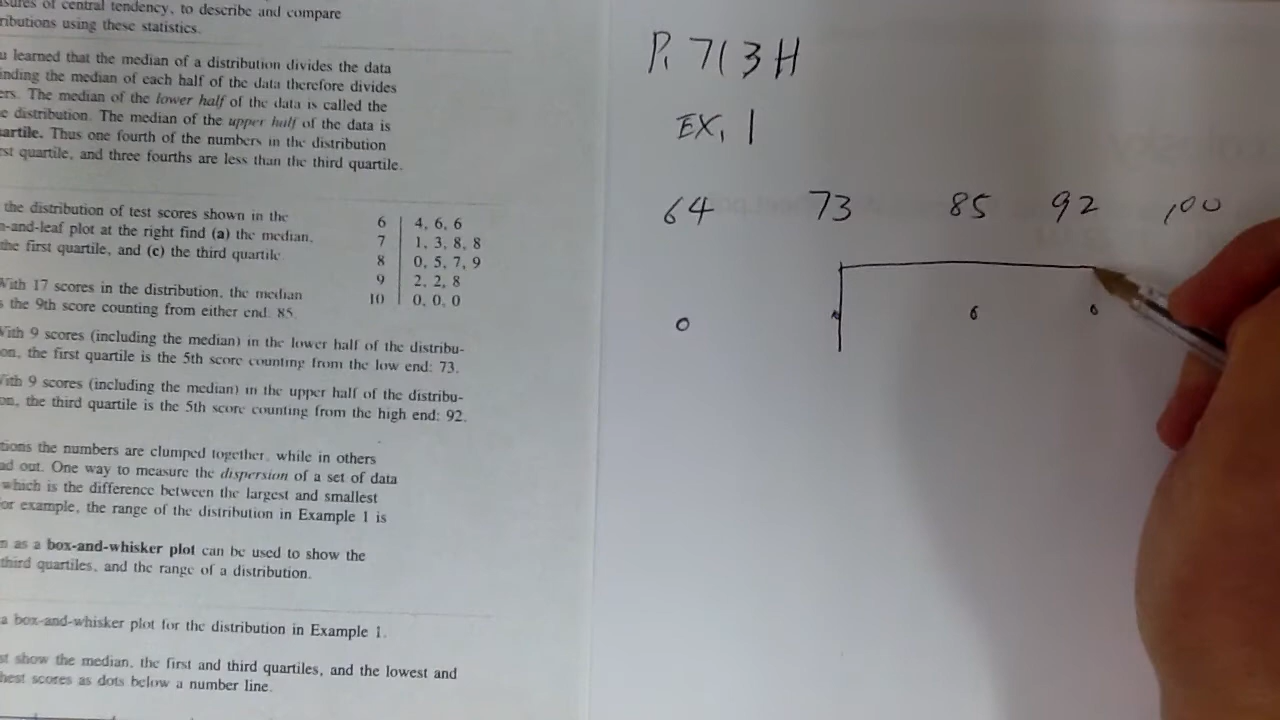 sures of central tendency, to describe and compare
ributions using these statistics.
u learned that the median of a distribution divides the data
inding the median of each half of the data therefore divides
ers. The median of the lower half of the data is called the
e distribution. The median of the upper half of the data is
artile. Thus one fourth of the numbers in the distribution
rst quartile, and three fourths are less than the third quartile.
the distribution of test scores shown in the
n-and-leaf plot at the right find (a) the median,
the first quartile, and (c) the third quartile
6 | 4, 6, 6
7 | 1, 3, 8, 8
8 | 0, 5, 7, 9
9 | 2, 2, 8
10 | 0, 0, 0
With 17 scores in the distribution, the median
s the 9th score counting from either end: 85.
With 9 scores (including the median) in the lower half of the distribu-
on, the first quartile is the 5th score counting from the low end: 73.
With 9 scores (including the median) in the upper half of the distribu-
on, the third quartile is the 5th score counting from the high end: 92.
tions the numbers are clumped together, while in others
ad out. One way to measure the dispersion of a set of data
which is the difference between the largest and smallest
or example, the range of the distribution in Example 1 is
n as a box-and-whisker plot can be used to show the
third quartiles, and the range of a distribution.
a box-and-whisker plot for the distribution in Example 1.
st show the median, the first and third quartiles, and the lowest and
hest scores as dots below a number line.
P. 713 H
EX. 1
64 73 85 92 100